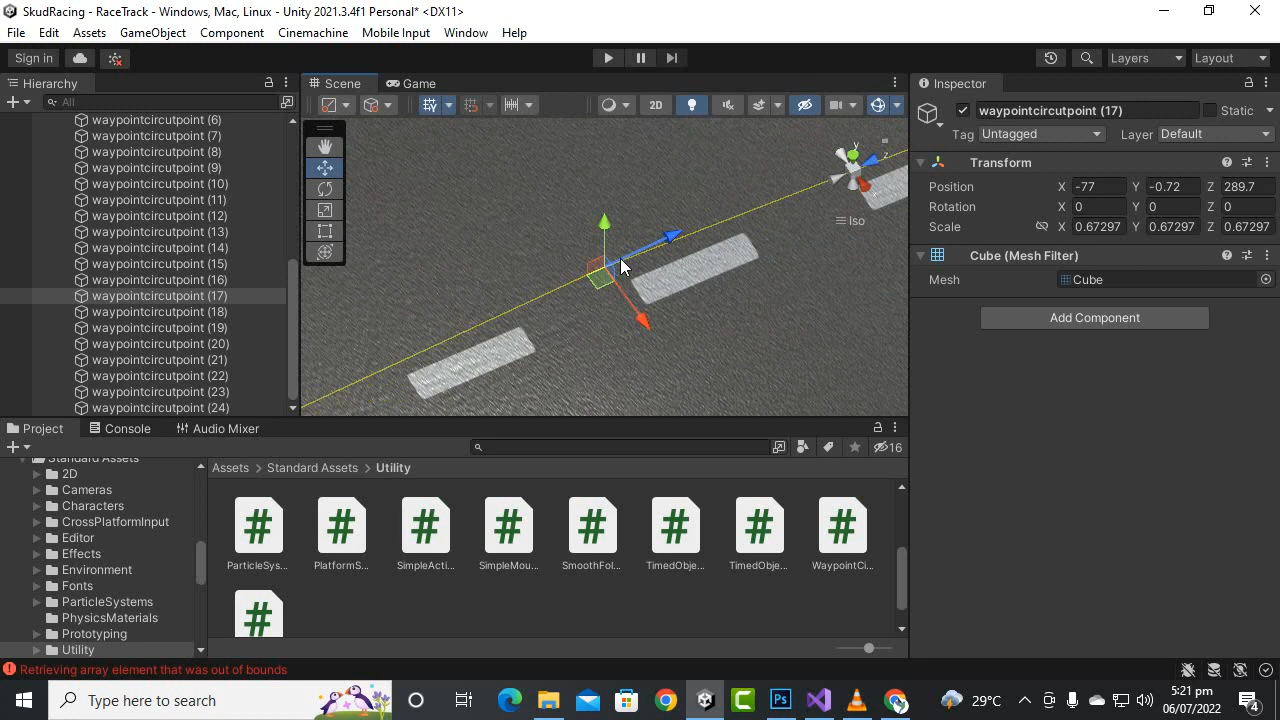 SkudRacing - RaceTrack - Windows, Mac, Linux - Unity 2021.3.4f1 Personal* <DX11>
File Edit Assets GameObject Component Cinemachine Mobile Input Window Help
Sign in Layers Layout
Hierarchy Scene Game Inspector
All 2D
waypointcircutpoint (6)
waypointcircutpoint (7)
waypointcircutpoint (8)
waypointcircutpoint (9)
waypointcircutpoint (10)
waypointcircutpoint (11)
waypointcircutpoint (12)
waypointcircutpoint (13)
waypointcircutpoint (14)
waypointcircutpoint (15)
waypointcircutpoint (16)
waypointcircutpoint (17)
waypointcircutpoint (18)
waypointcircutpoint (19)
waypointcircutpoint (20)
waypointcircutpoint (21)
waypointcircutpoint (22)
waypointcircutpoint (23)
waypointcircutpoint (24)
y
z
x
Iso
waypointcircutpoint (17) Static
Tag Untagged Layer Default
Transform
Position X -77 Y -0.72 Z 289.7
Rotation X 0 Y 0 Z 0
Scale X 0.67297 Y 0.67297 Z 0.67297
Cube (Mesh Filter)
Mesh Cube
Add Component
Project Console Audio Mixer
16
Standard Assets
2D
Cameras
Characters
CrossPlatformInput
Editor
Effects
Environment
Fonts
ParticleSystems
PhysicsMaterials
Prototyping
Utility
Assets > Standard Assets > Utility
# # # # # # # #
ParticleSys... PlatformS... SimpleActi... SimpleMou... SmoothFol... TimedObje... TimedObje... WaypointCi...
#
Retrieving array element that was out of bounds
Type here to search
29°C
5:21 pm
06/07/2022